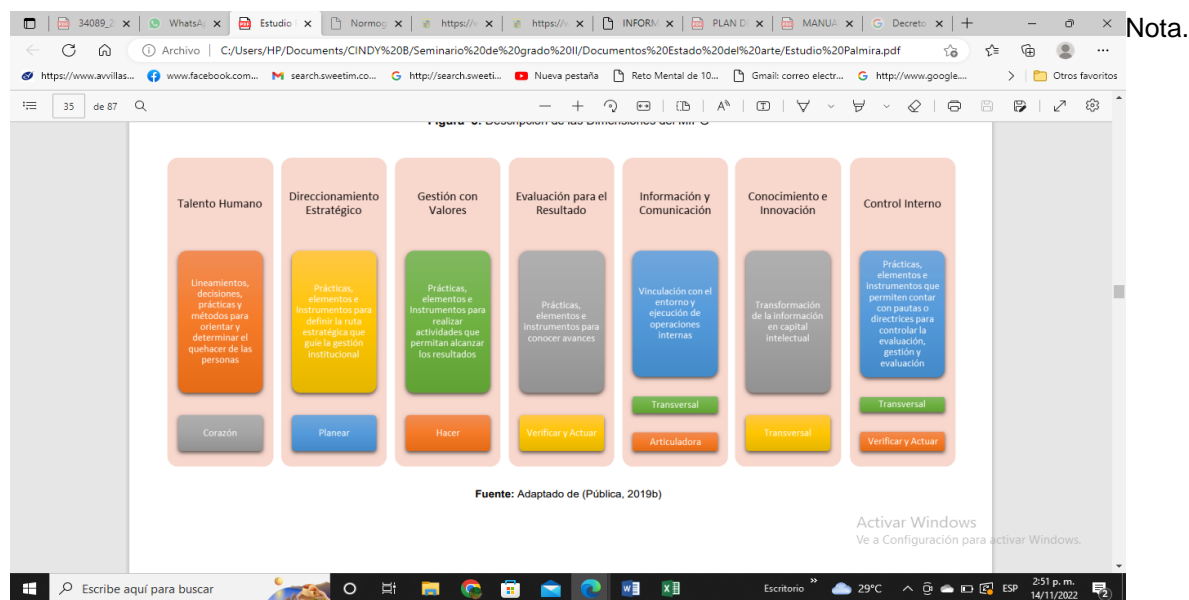 34089_2
WhatsA
Estudio
Normog
https://v
https://v
INFORM
PLAN D
MANUA
Decreto
Nota.
Archivo
C:/Users/HP/Documents/CINDY%20B/Seminario%20de%20grado%20II/Documentos%20Estado%20del%20arte/Estudio%20Palmira.pdf
https://www.avvillas...
www.facebook.com...
search.sweetim.co...
http://search.sweeti...
Nueva pestaña
Reto Mental de 10...
Gmail: correo electr...
http://www.google....
Otros favoritos
35 de 87
Talento Humano
Lineamientos,
decisiones,
prácticas y
métodos para
orientar y
determinar el
quehacer de las
personas
Corazón
Direccionamiento
Estratégico
Prácticas,
elementos e
instrumentos para
definir la ruta
estratégica que
guíe la gestión
institucional
Planear
Gestión con
Valores
Prácticas,
elementos e
Instrumentos para
realizar
actividades que
permitan alcanzar
los resultados
Hacer
Evaluación para el
Resultado
Prácticas,
elementos e
instrumentos para
conocer avances
Verificar y Actuar
Información y
Comunicación
Vinculación con el
entorno y
ejecución de
operaciones
internas
Transversal
Articuladora
Conocimiento e
Innovación
Transformación
de la información
en capital
intelectual
Transversal
Control Interno
Prácticas,
elementos e
instrumentos que
permiten contar
con pautas o
directrices para
controlar la
evaluación,
gestión y
evaluación
Transversal
Verificar y Actuar
Fuente: Adaptado de (Pública, 2019b)
Activar Windows
Ve a Configuración para activar Windows.
Escribe aquí para buscar
Escritorio
29°C
ESP
2:51 p. m.
14/11/2022
2